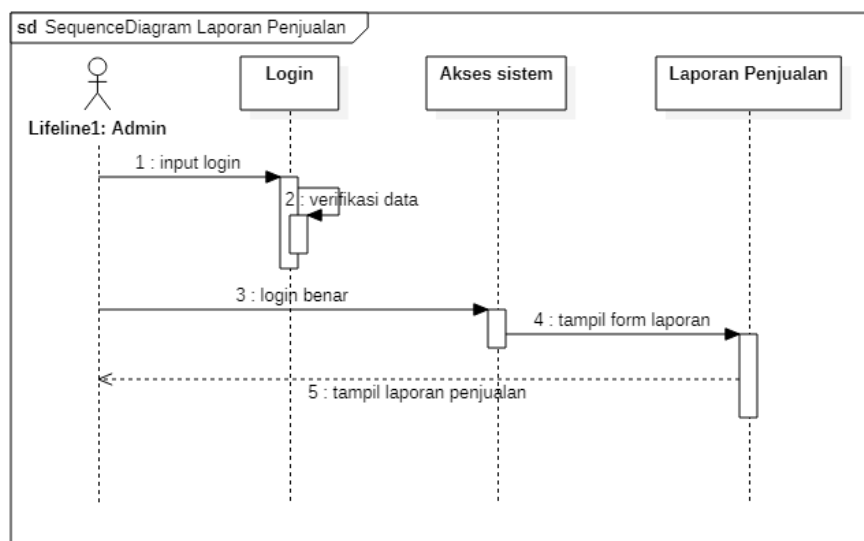 sd SequenceDiagram Laporan Penjualan
Login
Akses sistem
Laporan Penjualan
Lifeline1: Admin
1 : input login
2 : verifikasi data
3 : login benar
4 : tampil form laporan
5 : tampil laporan penjualan